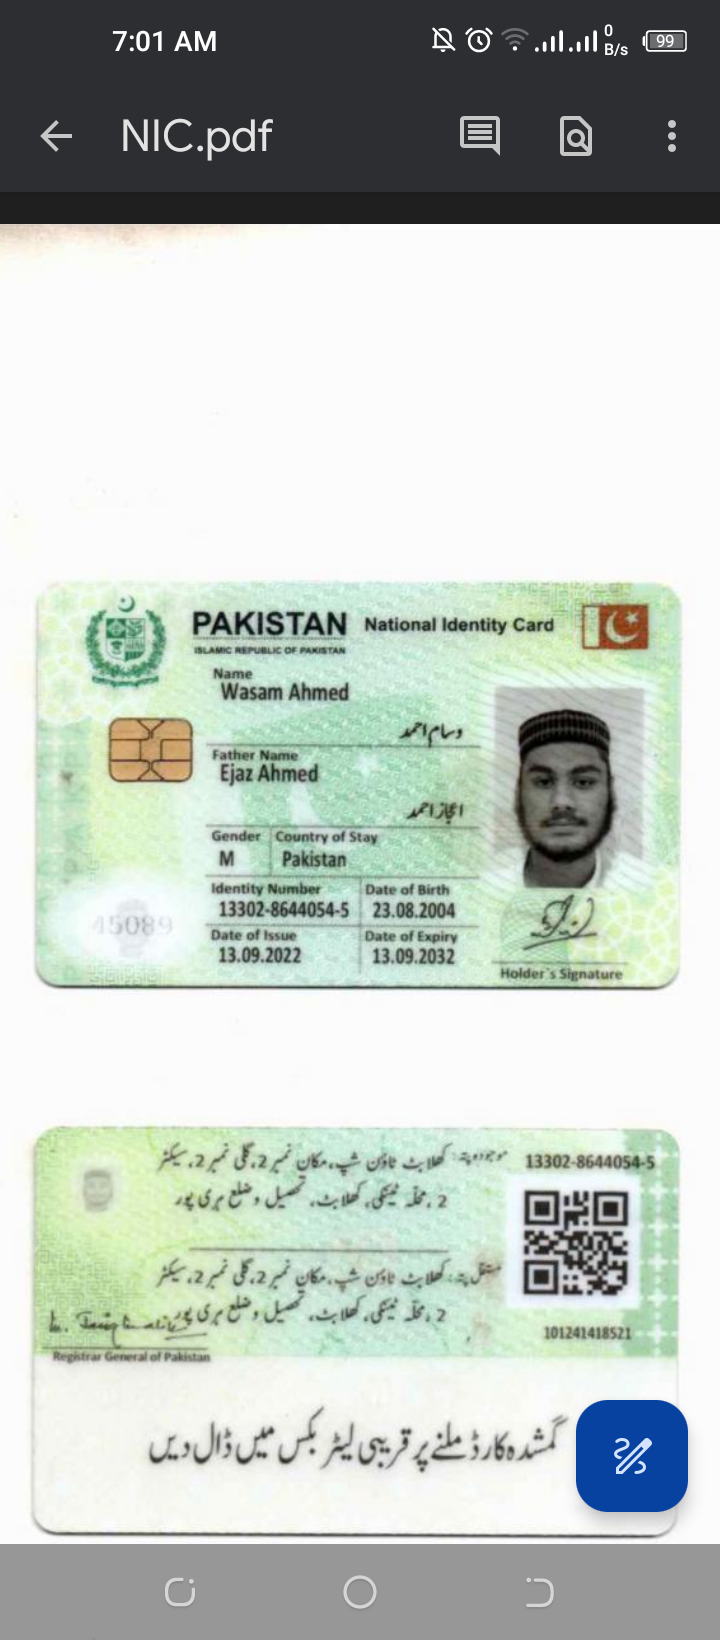 7:01 AM
0
B/s
99
NIC.pdf
PAKISTAN National Identity Card
ISLAMIC REPUBLIC OF PAKISTAN
Name
Wasam Ahmed
وسام احمد
Father Name
Ejaz Ahmed
اعجاز احمد
Gender Country of Stay
M Pakistan
Identity Number Date of Birth
13302-8644054-5 23.08.2004
Date of Issue Date of Expiry
13.09.2022 13.09.2032
45089
Holder`s Signature
موجودہ پتہ: کھلابٹ ٹاؤن شپ، مکان نمبر 2، گلی نمبر 2، سیکٹر
13302-8644054-5
2، محلہ ٹینکی، کھلابٹ، تحصیل و ضلع ہری پور
مستقل پتہ: کھلابٹ ٹاؤن شپ، مکان نمبر 2، گلی نمبر 2، سیکٹر
2، محلہ ٹینکی، کھلابٹ، تحصیل و ضلع ہری پور
101241418521
Registrar General of Pakistan
گمشدہ کارڈ ملنے پر قریبی لیٹر بکس میں ڈال دیں